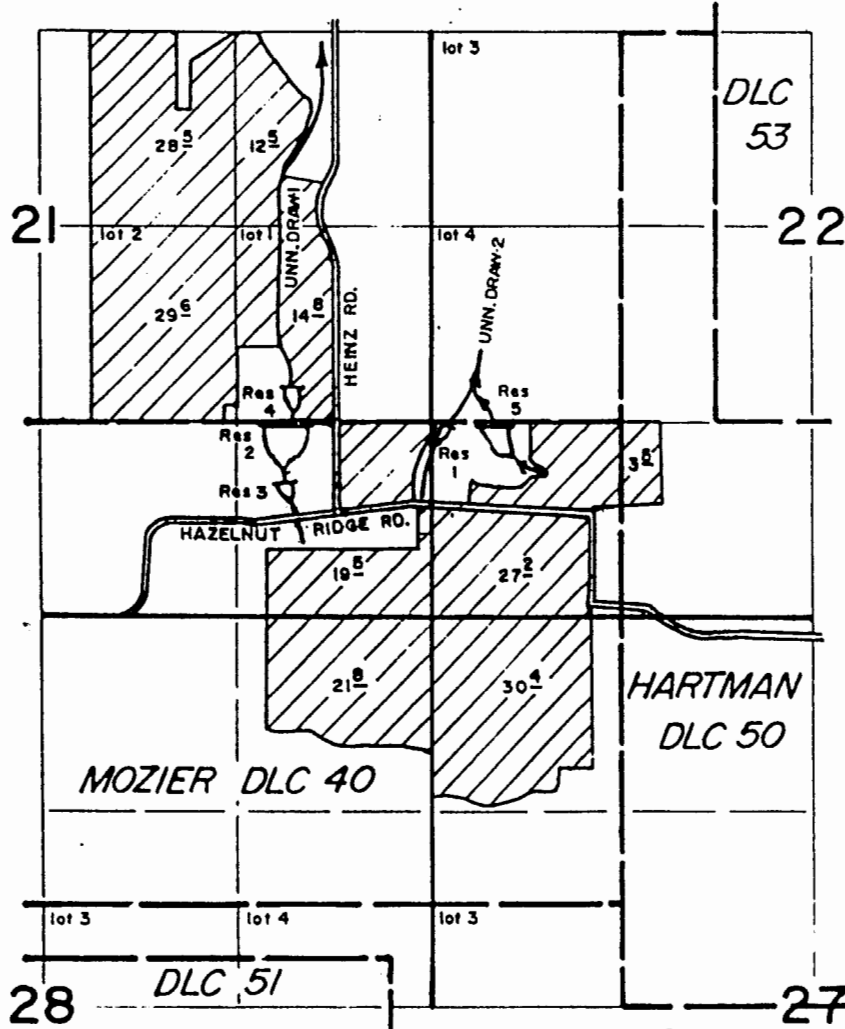 lot 3
DLC
53
28 5
12 5
21
lot 2
lot 1
UNN. DRAW-1
lot 4
22
UNN. DRAW-2
29 6
14 8
HEINZ RD.
Res
4
Res
5
Res
2
Res
1
3 5
Res 3
HAZELNUT RIDGE RD.
19 5
27 2
21 8
30 4
HARTMAN
DLC 50
MOZIER DLC 40
lot 3
lot 4
lot 3
DLC 51
28
27